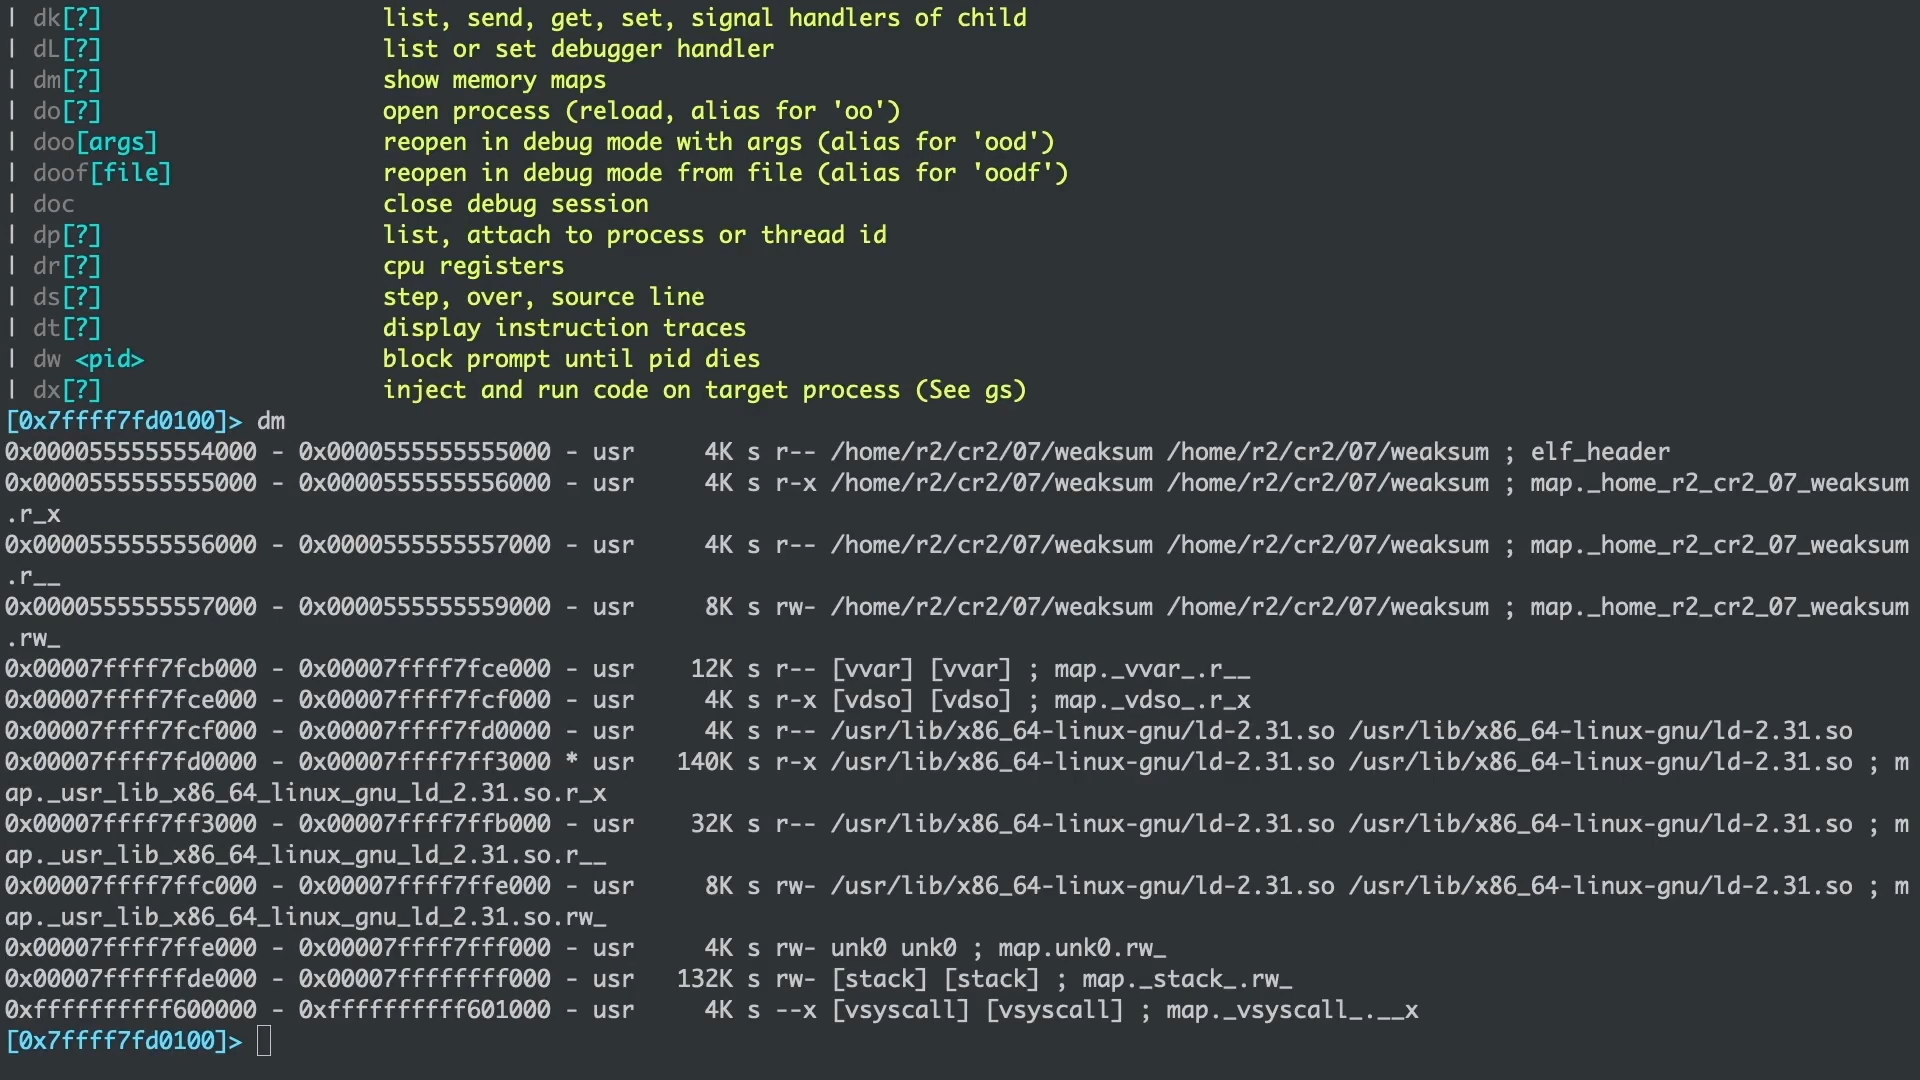 | dk[?]                    list, send, get, set, signal handlers of child
| dL[?]                    list or set debugger handler
| dm[?]                    show memory maps
| do[?]                    open process (reload, alias for 'oo')
| doo[args]                reopen in debug mode with args (alias for 'ood')
| doof[file]               reopen in debug mode from file (alias for 'oodf')
| doc                      close debug session
| dp[?]                    list, attach to process or thread id
| dr[?]                    cpu registers
| ds[?]                    step, over, source line
| dt[?]                    display instruction traces
| dw <pid>                 block prompt until pid dies
| dx[?]                    inject and run code on target process (See gs)
[0x7ffff7fd0100]> dm
0x0000555555554000 - 0x0000555555555000 - usr     4K s r-- /home/r2/cr2/07/weaksum /home/r2/cr2/07/weaksum ; elf_header
0x0000555555555000 - 0x0000555555556000 - usr     4K s r-x /home/r2/cr2/07/weaksum /home/r2/cr2/07/weaksum ; map._home_r2_cr2_07_weaksum
.r_x
0x0000555555556000 - 0x0000555555557000 - usr     4K s r-- /home/r2/cr2/07/weaksum /home/r2/cr2/07/weaksum ; map._home_r2_cr2_07_weaksum
.r__
0x0000555555557000 - 0x0000555555559000 - usr     8K s rw- /home/r2/cr2/07/weaksum /home/r2/cr2/07/weaksum ; map._home_r2_cr2_07_weaksum
.rw_
0x00007ffff7fcb000 - 0x00007ffff7fce000 - usr    12K s r-- [vvar] [vvar] ; map._vvar_.r__
0x00007ffff7fce000 - 0x00007ffff7fcf000 - usr     4K s r-x [vdso] [vdso] ; map._vdso_.r_x
0x00007ffff7fcf000 - 0x00007ffff7fd0000 - usr     4K s r-- /usr/lib/x86_64-linux-gnu/ld-2.31.so /usr/lib/x86_64-linux-gnu/ld-2.31.so
0x00007ffff7fd0000 - 0x00007ffff7ff3000 * usr   140K s r-x /usr/lib/x86_64-linux-gnu/ld-2.31.so /usr/lib/x86_64-linux-gnu/ld-2.31.so ; m
ap._usr_lib_x86_64_linux_gnu_ld_2.31.so.r_x
0x00007ffff7ff3000 - 0x00007ffff7ffb000 - usr    32K s r-- /usr/lib/x86_64-linux-gnu/ld-2.31.so /usr/lib/x86_64-linux-gnu/ld-2.31.so ; m
ap._usr_lib_x86_64_linux_gnu_ld_2.31.so.r__
0x00007ffff7ffc000 - 0x00007ffff7ffe000 - usr     8K s rw- /usr/lib/x86_64-linux-gnu/ld-2.31.so /usr/lib/x86_64-linux-gnu/ld-2.31.so ; m
ap._usr_lib_x86_64_linux_gnu_ld_2.31.so.rw_
0x00007ffff7ffe000 - 0x00007ffff7fff000 - usr     4K s rw- unk0 unk0 ; map.unk0.rw_
0x00007ffffffde000 - 0x00007ffffffff000 - usr   132K s rw- [stack] [stack] ; map._stack_.rw_
0xffffffffff600000 - 0xffffffffff601000 - usr     4K s --x [vsyscall] [vsyscall] ; map._vsyscall_.__x
[0x7ffff7fd0100]>